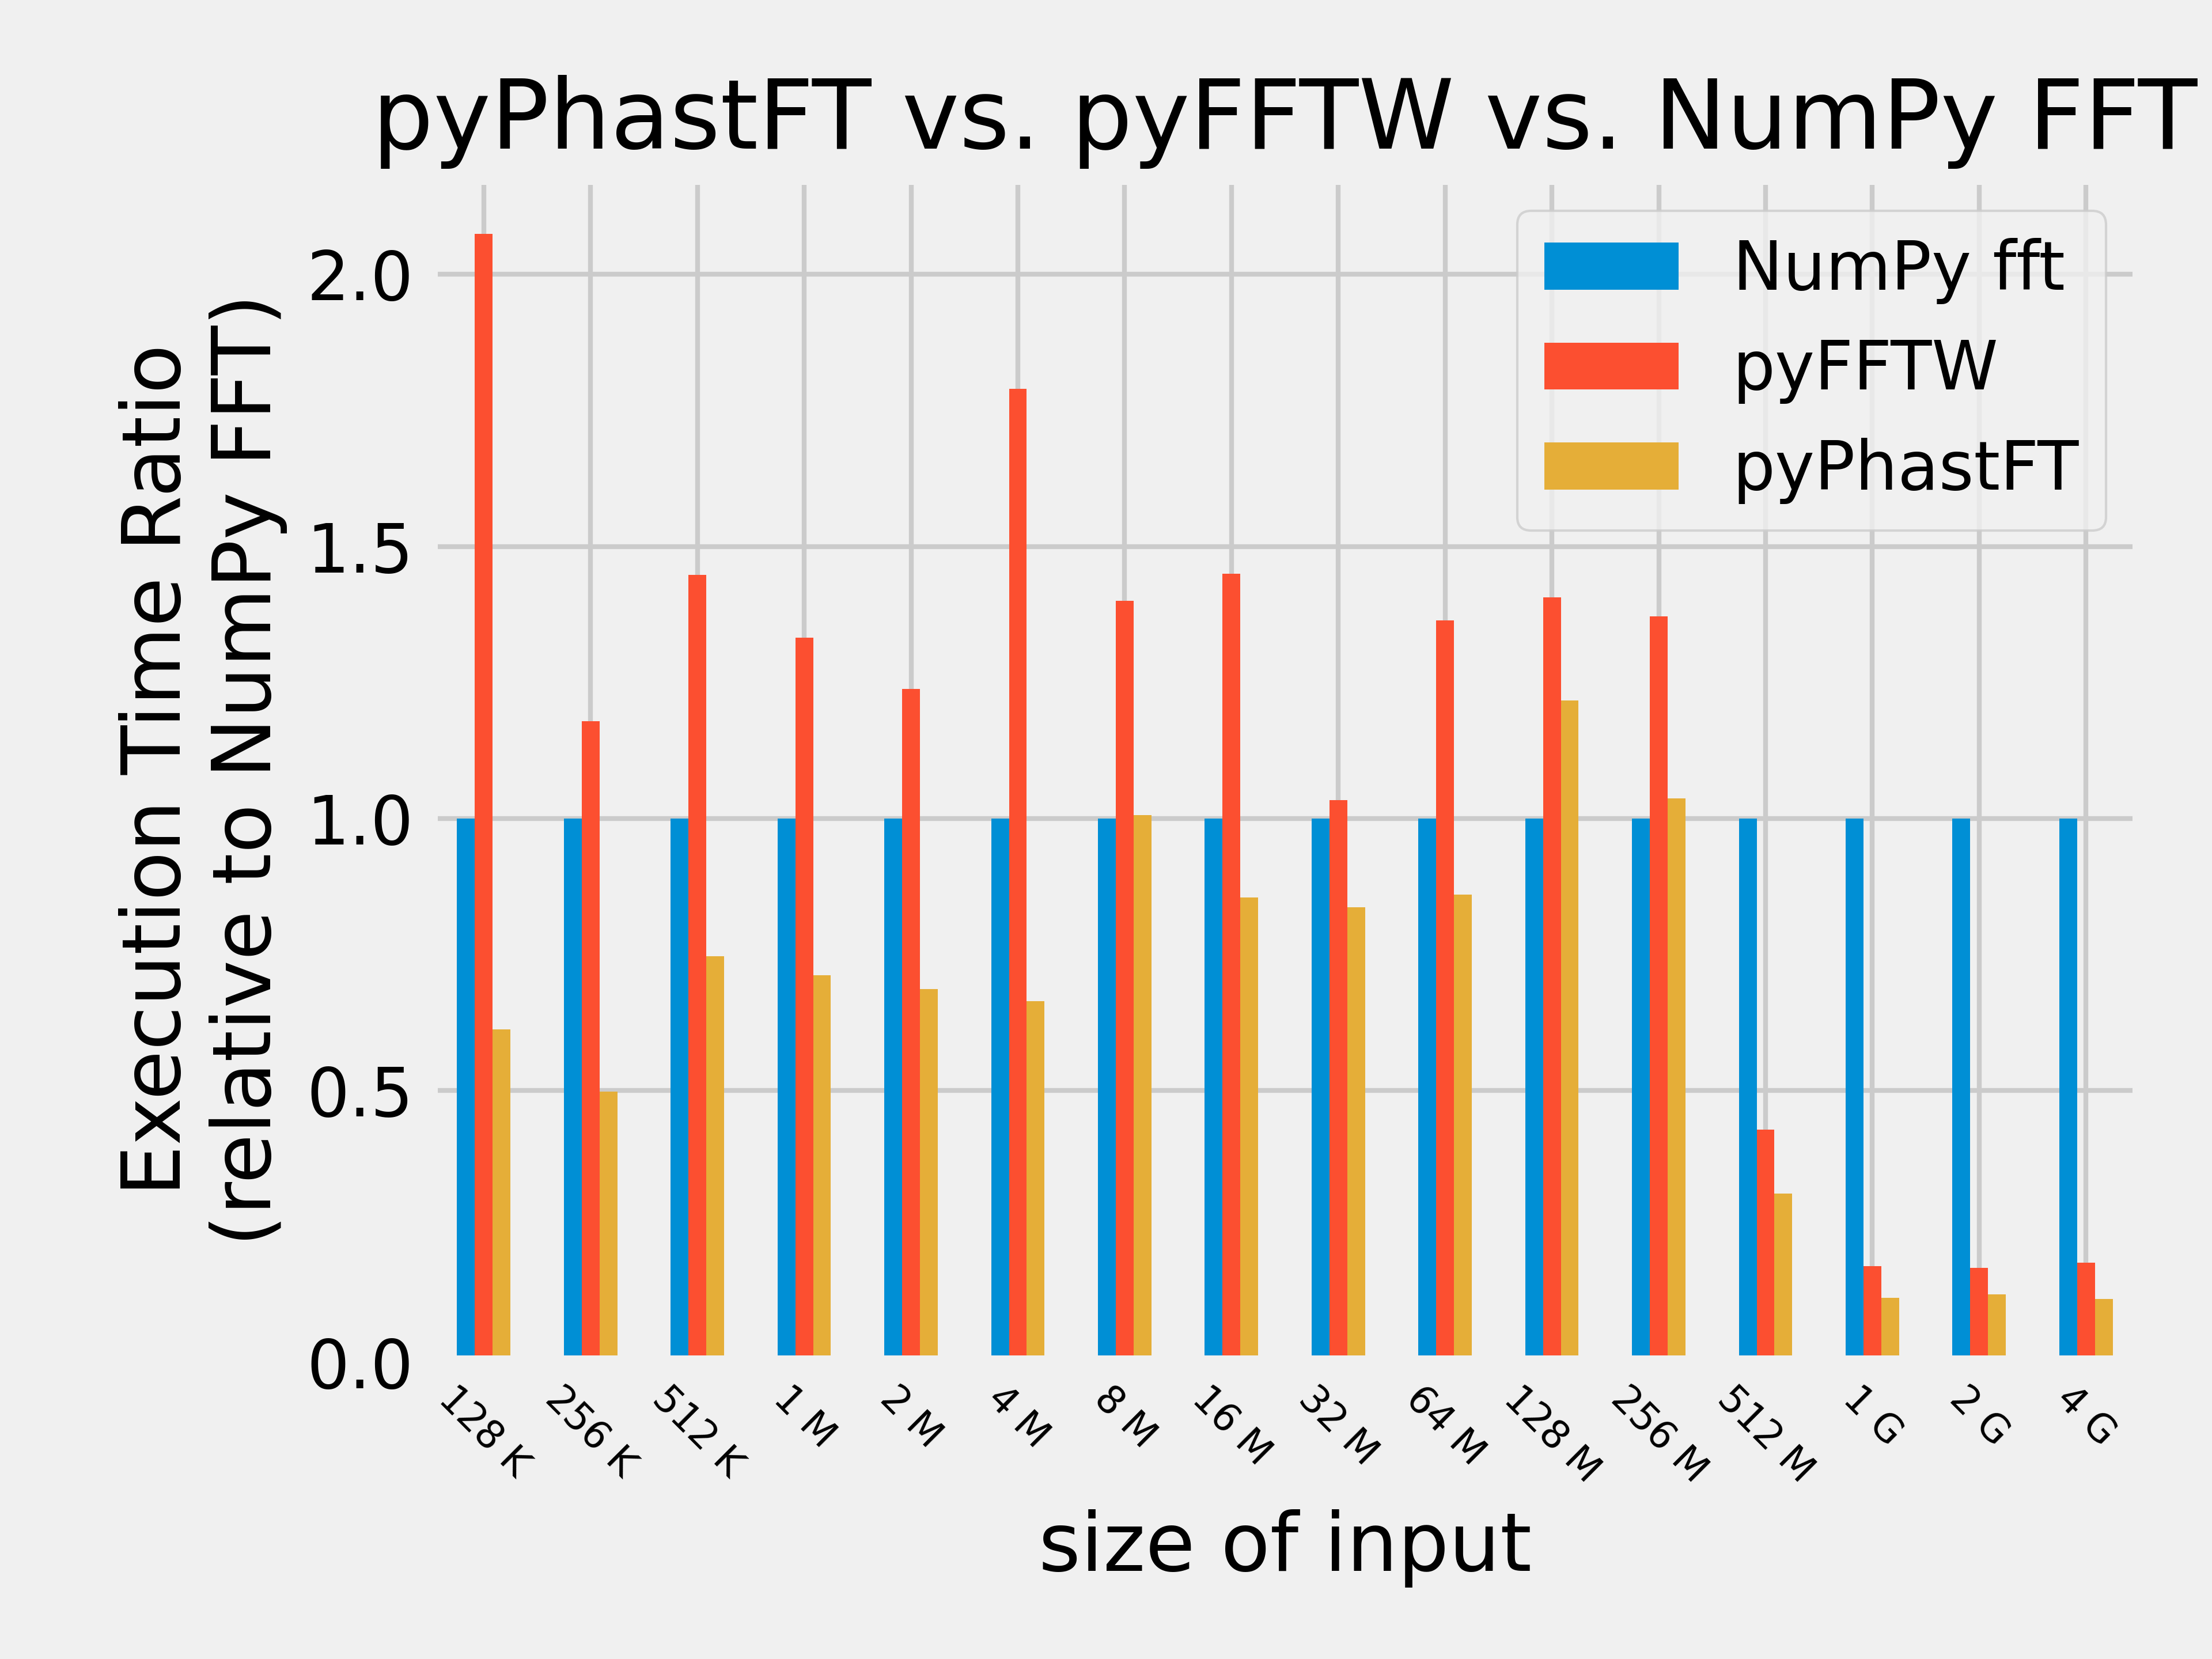 pyPhastFT vs. pyFFTW vs. NumPy FFT
Execution Time Ratio
(relative to NumPy FFT)
2.0
1.5
1.0
0.5
0.0
NumPy fft
pyFFTW
pyPhastFT
128 K
256 K
512 K
1 M
2 M
4 M
8 M
16 M
32 M
64 M
128 M
256 M
512 M
1 G
2 G
4 G
size of input